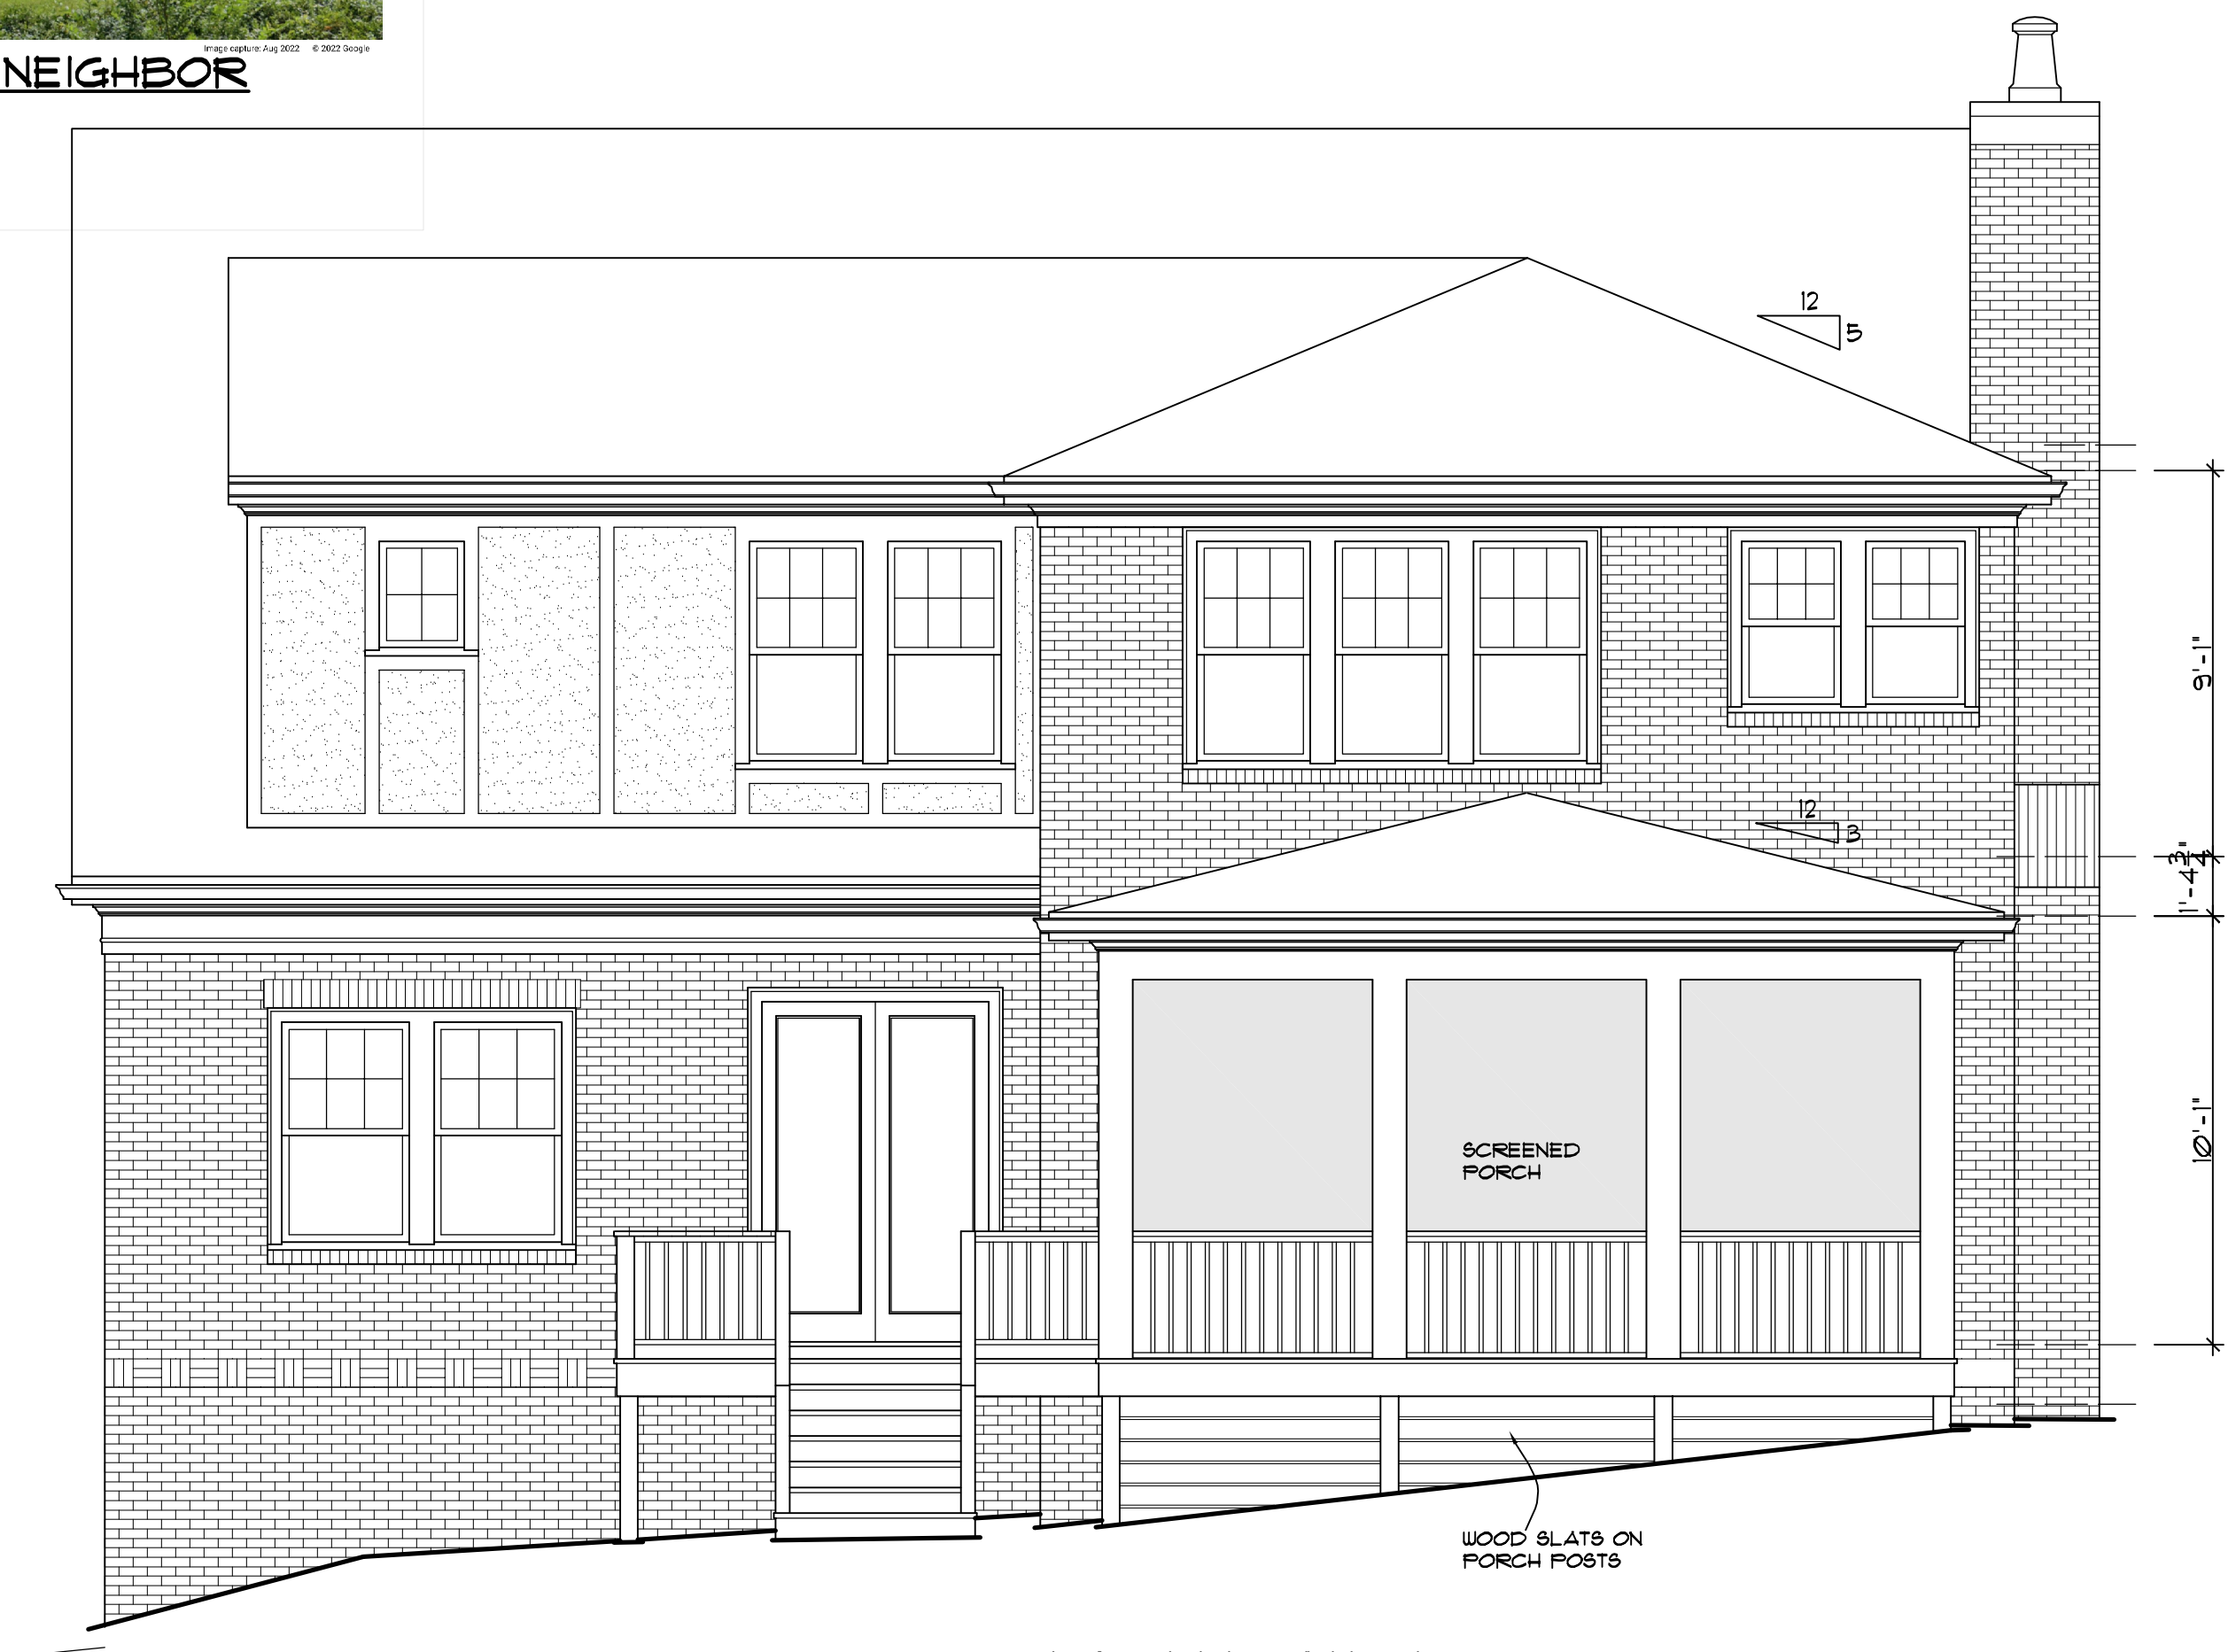 Image capture: Aug 2022 © 2022 Google
NEIGHBOR
12
5
9'-1"
12
3
1'-4 3/4"
10'-1"
SCREENED
PORCH
WOOD SLATS ON
PORCH POSTS